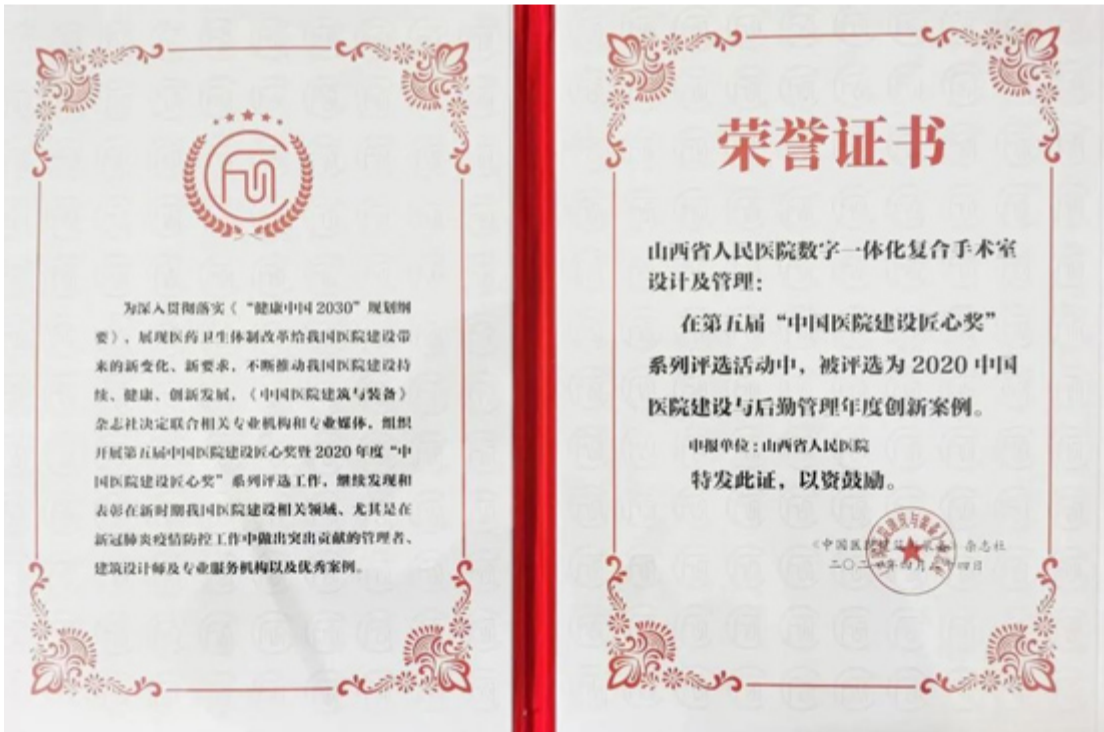 为深入贯彻落实《“健康中国2030”规划纲
要》，展现医药卫生体制改革给我国医院建设带
来的新变化、新要求，不断推动我国医院建设持
续、健康、创新发展，《中国医院建筑与装备》
杂志社决定联合相关专业机构和专业媒体，组织
开展第五届中国医院建设匠心奖暨2020年度“中
国医院建设匠心奖”系列评选工作，继续发现和
表彰在新时期我国医院建设相关领域、尤其是在
新冠肺炎疫情防控工作中做出突出贡献的管理者、
建筑设计师及专业服务机构以及优秀案例。
荣誉证书
山西省人民医院数字一体化复合手术室
设计及管理：
在第五届“中国医院建设匠心奖”
系列评选活动中，被评选为2020中国
医院建设与后勤管理年度创新案例。
申报单位：山西省人民医院
特发此证，以资鼓励。
《中国医院建筑与装备》杂志社